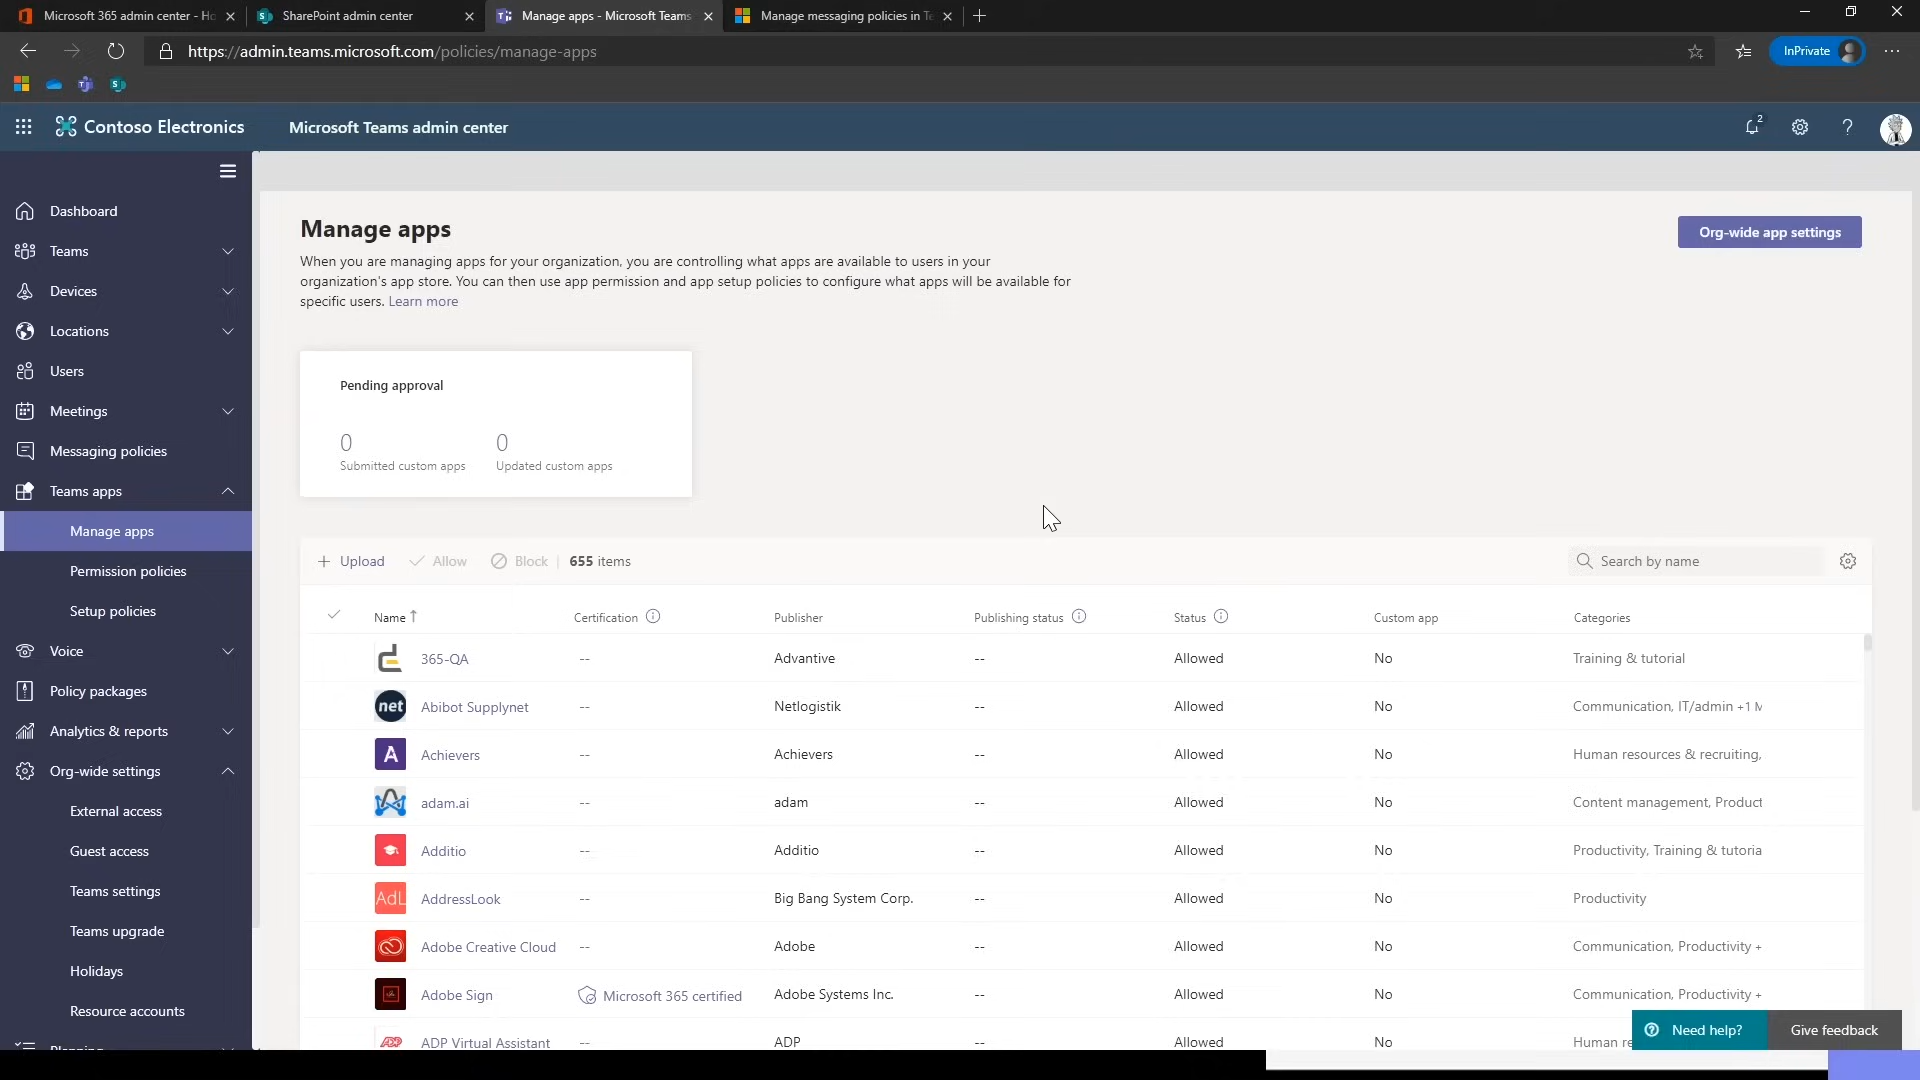 Microsoft 365 admin center - Ho
SharePoint admin center
Manage apps - Microsoft Teams
Manage messaging policies in Te
https://admin.teams.microsoft.com/policies/manage-apps
InPrivate
Contoso Electronics
Microsoft Teams admin center
2
Dashboard
Teams
Devices
Locations
Users
Meetings
Messaging policies
Teams apps
Manage apps
Permission policies
Setup policies
Voice
Policy packages
Analytics & reports
Org-wide settings
External access
Guest access
Teams settings
Teams upgrade
Holidays
Resource accounts
Planning
Manage apps
Org-wide app settings
When you are managing apps for your organization, you are controlling what apps are available to users in your
organization's app store. You can then use app permission and app setup policies to configure what apps will be available for
specific users. Learn more
Pending approval
0 0
Submitted custom apps Updated custom apps
+ Upload Allow Block | 655 items Search by name
Name ↑ Certification Publisher Publishing status Status Custom app Categories
365-QA -- Advantive -- Allowed No Training & tutorial
net Abibot Supplynet -- Netlogistik -- Allowed No Communication, IT/admin +1 M
A Achievers -- Achievers -- Allowed No Human resources & recruiting,
adam.ai -- adam -- Allowed No Content management, Product
Additio -- Additio -- Allowed No Productivity, Training & tutoria
AdL AddressLook -- Big Bang System Corp. -- Allowed No Productivity
Adobe Creative Cloud -- Adobe -- Allowed No Communication, Productivity +
Adobe Sign Microsoft 365 certified Adobe Systems Inc. -- Allowed No Communication, Productivity +
ADP ADP Virtual Assistant -- ADP -- Allowed No Human re
Need help? Give feedback